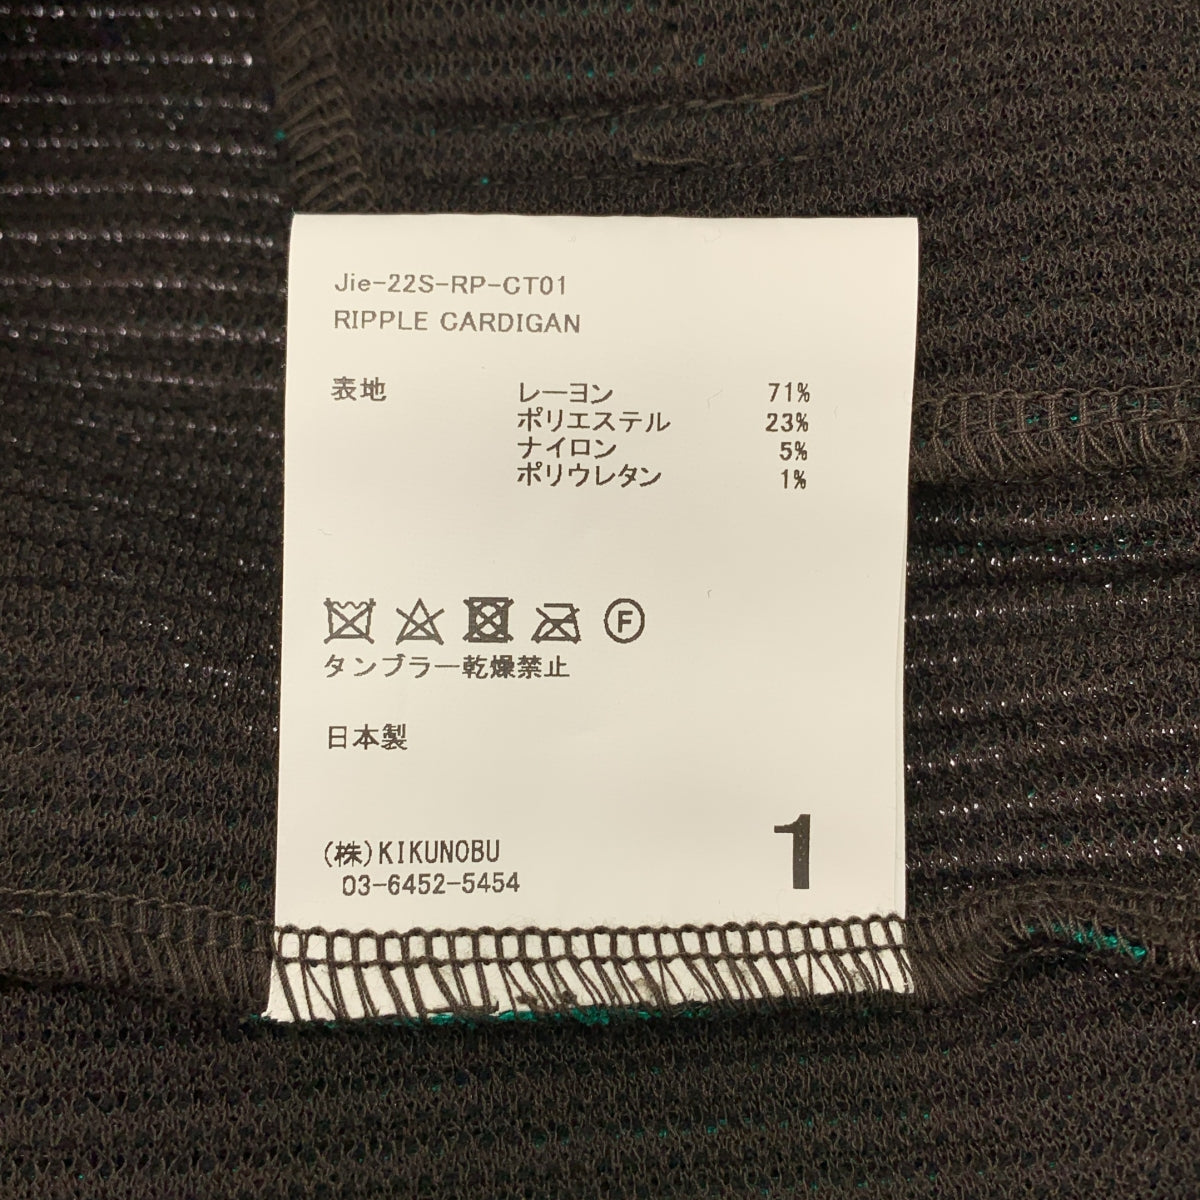 Jie-22S-RP-CT01
RIPPLE CARDIGAN
表地 レーヨン 71%
ポリエステル 23%
ナイロン 5%
ポリウレタン 1%
F
タンブラー乾燥禁止
日本製
(株)KIKUNOBU
03-6452-5454
1